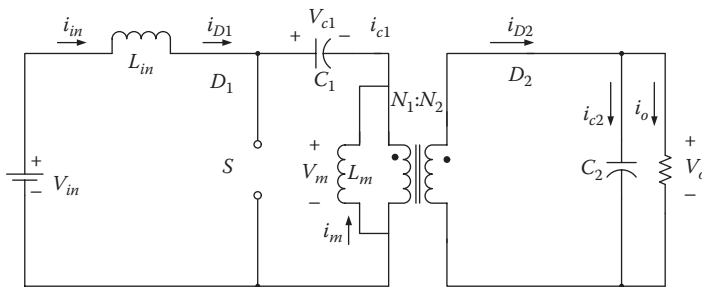 i_in
i_D1
V_c1
i_c1
i_D2
+ −
L_in
D_1
C_1
D_2
N_1:N_2
i_c2
i_o
+
V_in
−
S
+
V_m
−
L_m
i_m
C_2
+
V_o
−